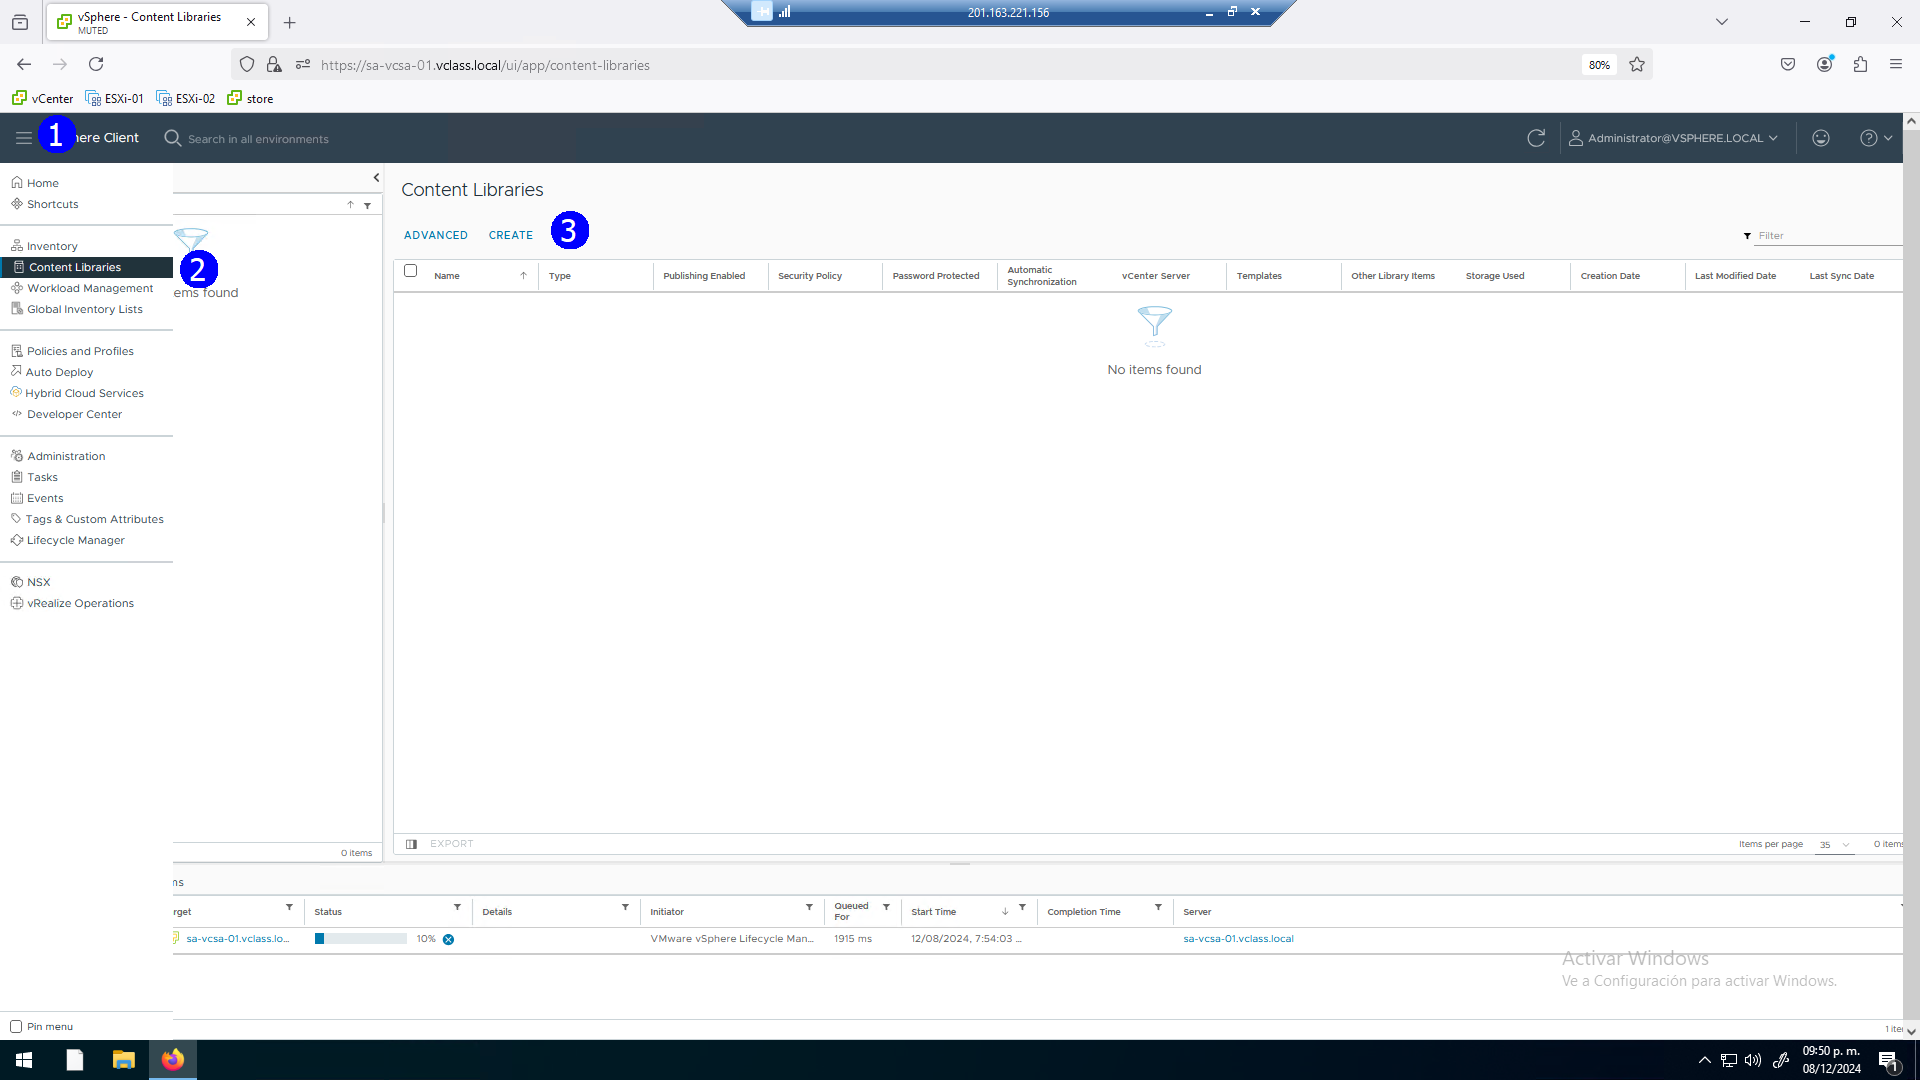 vSphere - Content Libraries
MUTED
201.163.221.156
https://sa-vcsa-01.vclass.local/ui/app/content-libraries
80%
vCenter
ESXi-01
ESXi-02
store
1
here Client
Search in all environments
Administrator@VSPHERE.LOCAL
Home
Shortcuts
Inventory
Content Libraries
2
Workload Management
Global Inventory Lists
Policies and Profiles
Auto Deploy
Hybrid Cloud Services
Developer Center
Administration
Tasks
Events
Tags & Custom Attributes
Lifecycle Manager
NSX
vRealize Operations
Pin menu
ems found
0 items
Content Libraries
ADVANCED
CREATE
3
Filter
Name
Type
Publishing Enabled
Security Policy
Password Protected
Automatic
Synchronization
vCenter Server
Templates
Other Library Items
Storage Used
Creation Date
Last Modified Date
Last Sync Date
No items found
EXPORT
Items per page
35
0 items
ns
rget
Status
Details
Initiator
Queued
For
Start Time
Completion Time
Server
sa-vcsa-01.vclass.lo...
10%
VMware vSphere Lifecycle Man...
1915 ms
12/08/2024, 7:54:03 ...
sa-vcsa-01.vclass.local
Activar Windows
Ve a Configuración para activar Windows.
1 ite
09:50 p. m.
08/12/2024
1